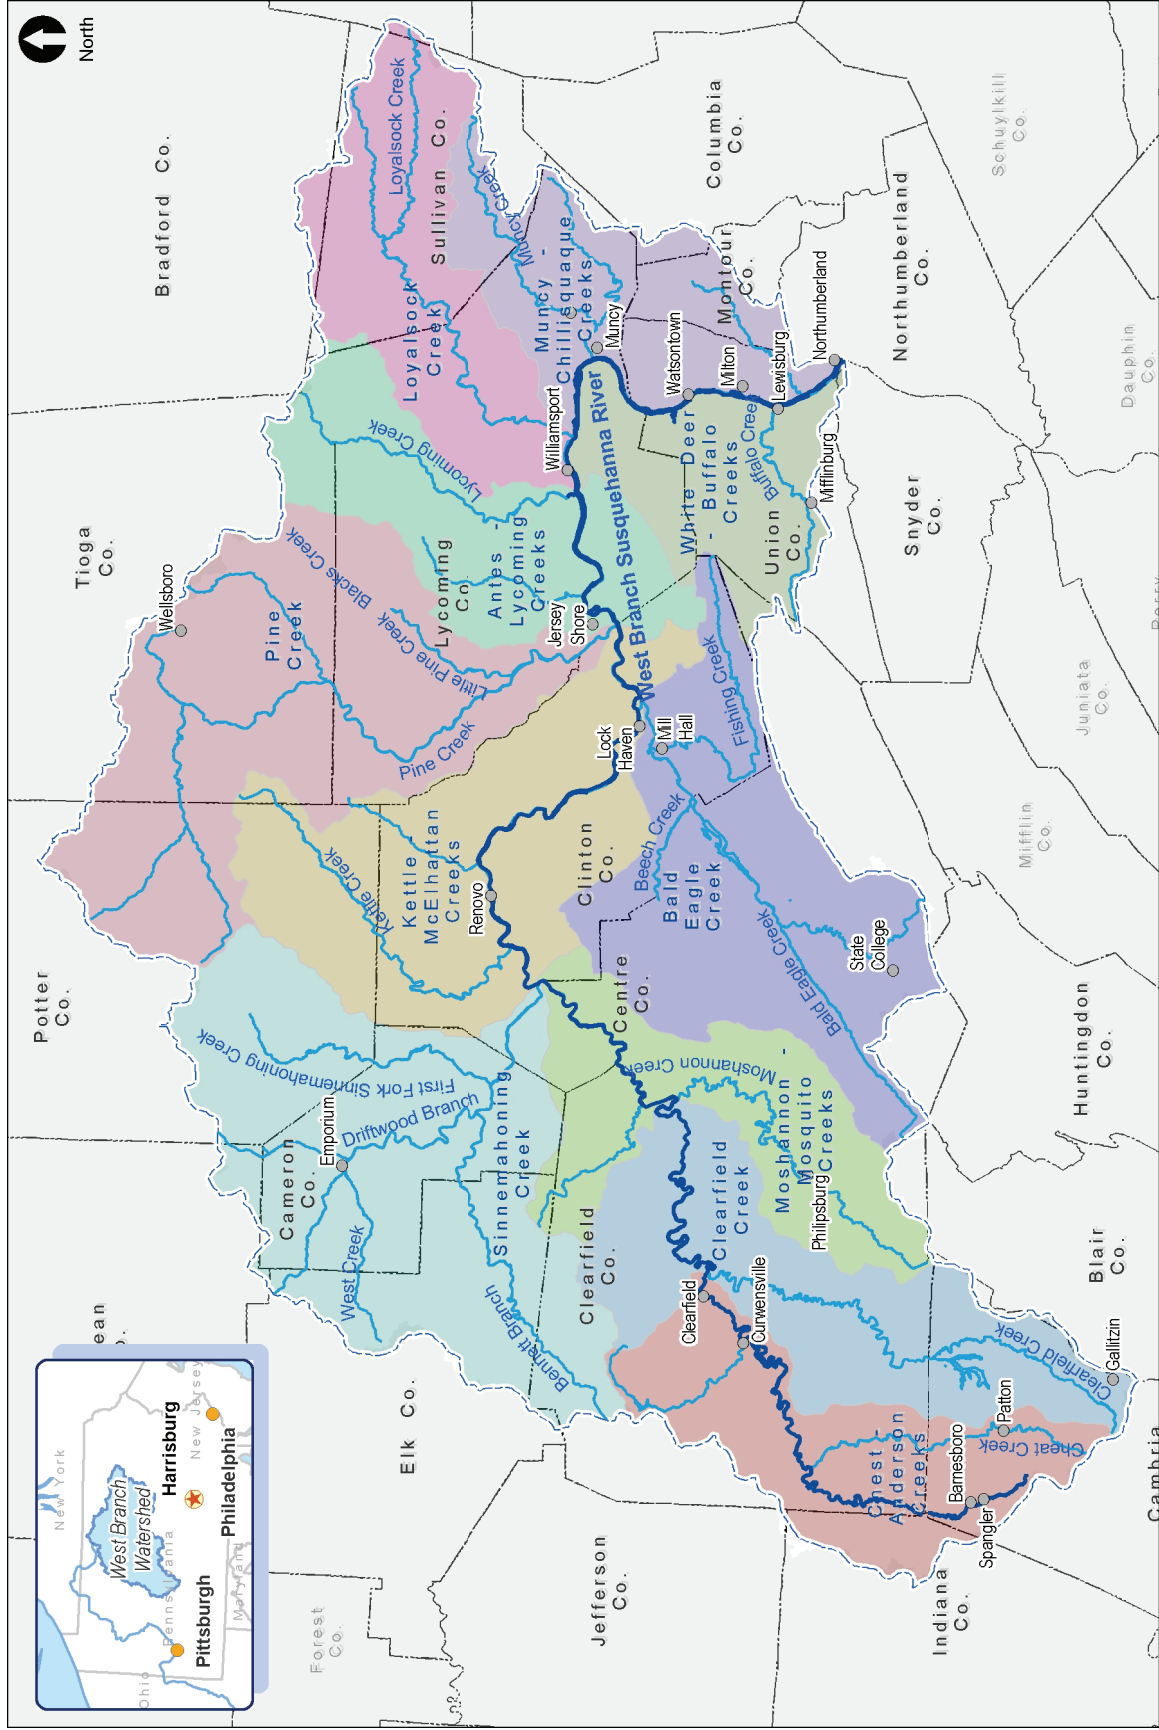 North
New York
West Branch
Watershed
Harrisburg
New Jersey
Philadelphia
Pennsylvania
Maryland
Pittsburgh
Ohio
ean
o.
Potter
Co.
Tioga
Co.
Bradford Co.
Wellsboro
Pine
Creek
Blacks Creek
Little Pine Creek
Pine Creek
Lycoming Creek
Lycoming
Co.
Antes -
Lycoming
Creeks
Loyalsock Creek
Loyalsock
Creek
Sullivan Co.
Muncy Creek
Muncy -
Chillisquaque
Creeks
Williamsport
Muncy
Jersey
Shore
West Branch Susquehanna River
Kettle Creek
Kettle -
McElhattan
Creeks
Renovo
Clinton
Co.
Lock
Haven
Mill
Hall
First Fork Sinnemahoning Creek
Driftwood Branch
Emporium
Cameron
Co.
West Creek
Sinnemahoning
Creek
Bennett Branch
Elk Co.
Forest
Co.
Jefferson
Co.
Clearfield
Co.
Centre
Co.
Moshannon Creek
Moshannon -
Mosquito
Creeks
Philipsburg
Clearfield
Creek
Clearfield
Curwensville
Clearfield Creek
Gallitzin
Patton
Cheat Creek
Chest -
Anderson
Creeks
Barnesboro
Spangler
Indiana
Co.
Cambria
Blair
Co.
Huntingdon
Co.
Beech Creek
Bald
Eagle
Creek
Bald Eagle Creek
State
College
Fishing Creek
White Deer
- Buffalo
Creeks
Buffalo Creek
Union
Co.
Mifflinburg
Watsontown
Milton
Lewisburg
Northumberland
Montour
Co.
Columbia
Co.
Northumberland
Co.
Schuylkill
Co.
Dauphin
Co.
Snyder
Co.
Juniata
Co.
Mifflin
Co.
Perry